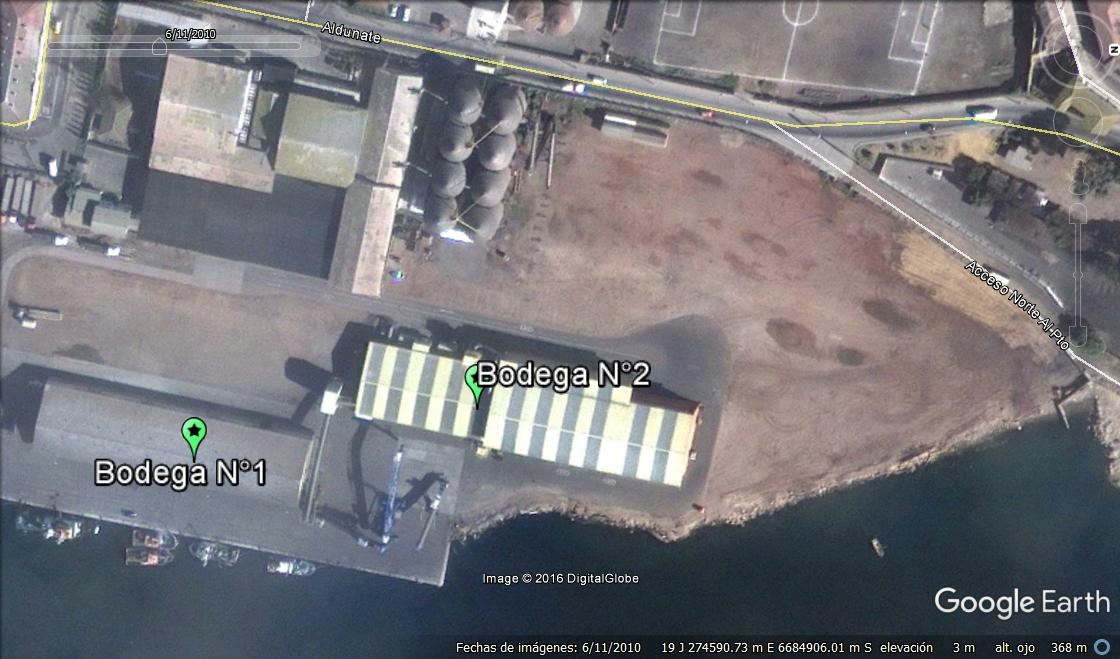 6/11/2010
Aldunate
Acceso Norte Al Pto
Bodega N°2
Bodega N°1
Image © 2016 DigitalGlobe
Google Earth
Fechas de imágenes: 6/11/2010 19 J 274590.73 m E 6684906.01 m S elevación 3 m alt. ojo 368 m